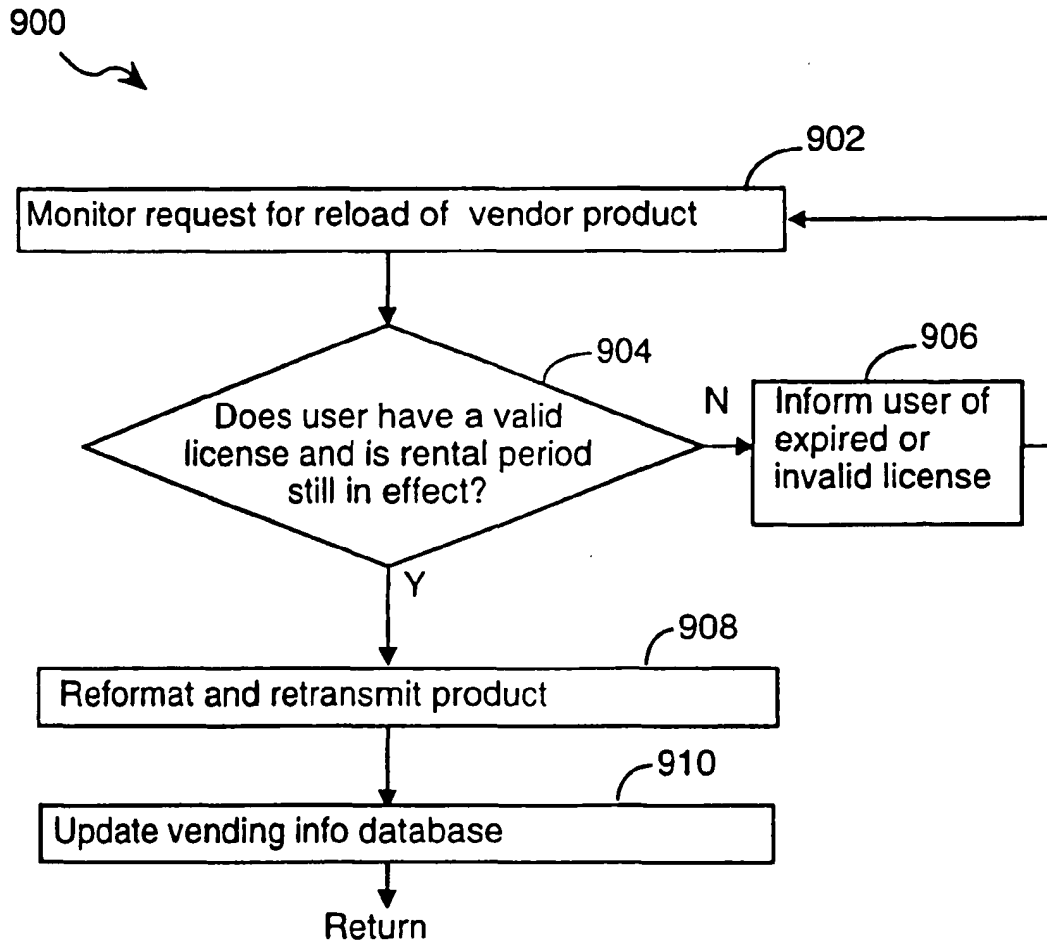 900
902
Monitor request for reload of vendor product
904
Does user have a valid
license and is rental period
still in effect?
N
906
Inform user of
expired or
invalid license
Y
908
Reformat and retransmit product
910
Update vending info database
Return